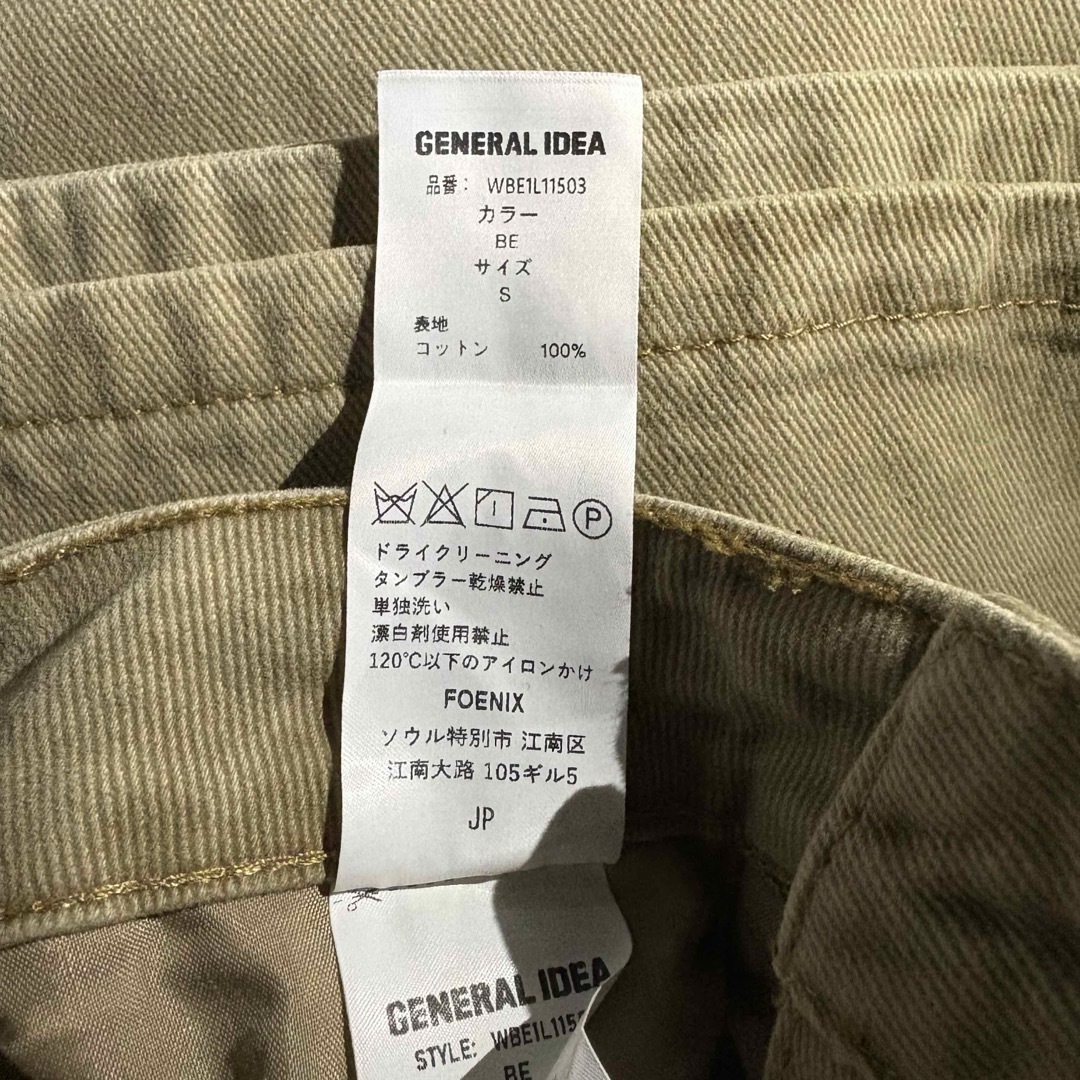 GENERAL IDEA
品番: WBE1L11503
カラー
BE
サイズ
S
表地
コットン 100%
P
ドライクリーニング
タンブラー乾燥禁止
単独洗い
漂白剤使用禁止
120℃以下のアイロンかけ
FOENIX
ソウル特別市 江南区
江南大路 105ギル5
JP
GENERAL IDEA
STYLE:
BE